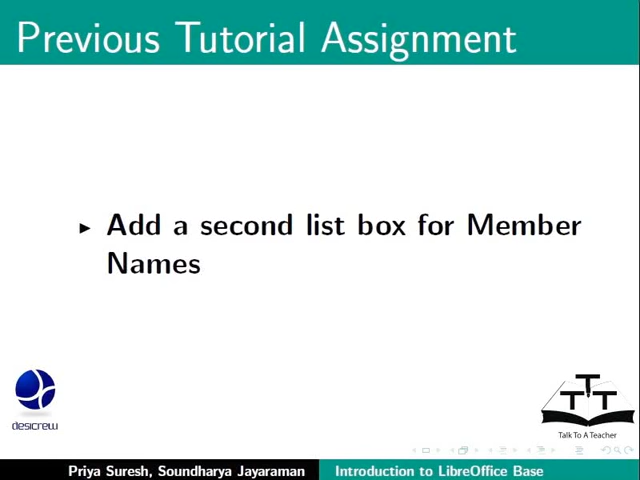 Previous Tutorial Assignment
Add a second list box for Member
Names
desicrew
T
T T
Talk To A Teacher
Priya Suresh, Soundharya Jayaraman
Introduction to LibreOffice Base